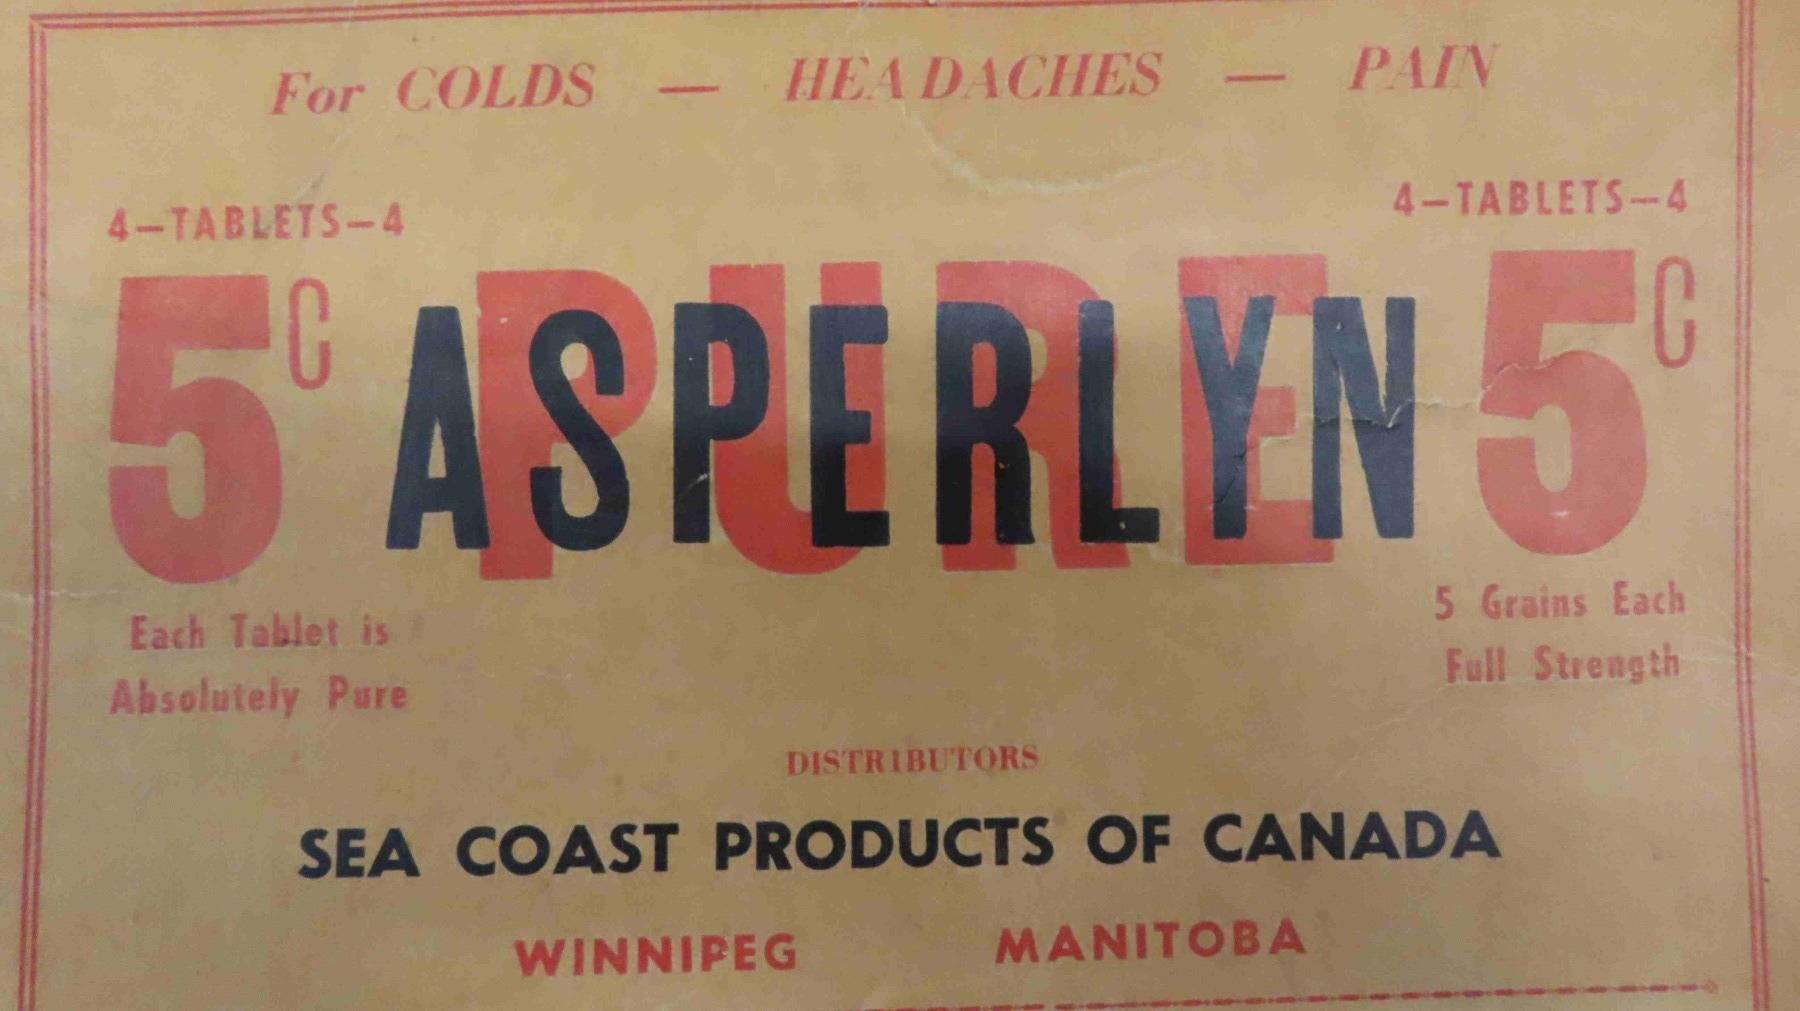 For COLDS — HEADACHES — PAIN
4—TABLETS—4
4—TABLETS—4
5c
PURE
ASPERLYN
5c
Each Tablet is
Absolutely Pure
5 Grains Each
Full Strength
DISTRIBUTORS
SEA COAST PRODUCTS OF CANADA
WINNIPEG MANITOBA